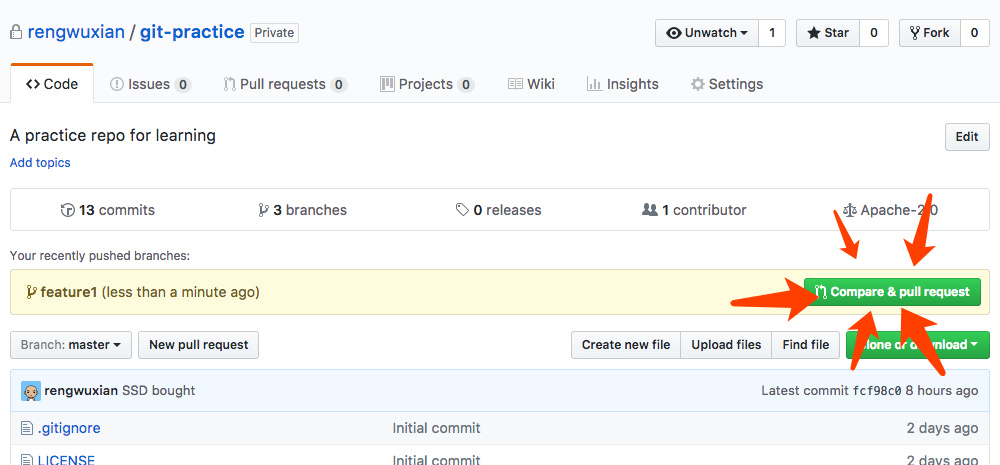 rengwuxian / git-practice Private Unwatch 1 Star 0 Fork 0
Code Issues 0 Pull requests 0 Projects 0 Wiki Insights Settings
A practice repo for learning Edit
Add topics
13 commits 3 branches 0 releases 1 contributor Apache-2.0
Your recently pushed branches:
feature1 (less than a minute ago) Compare & pull request
Branch: master New pull request Create new file Upload files Find file Clone or download
rengwuxian SSD bought Latest commit fcf98c0 8 hours ago
.gitignore Initial commit 2 days ago
LICENSE Initial commit 2 days ago